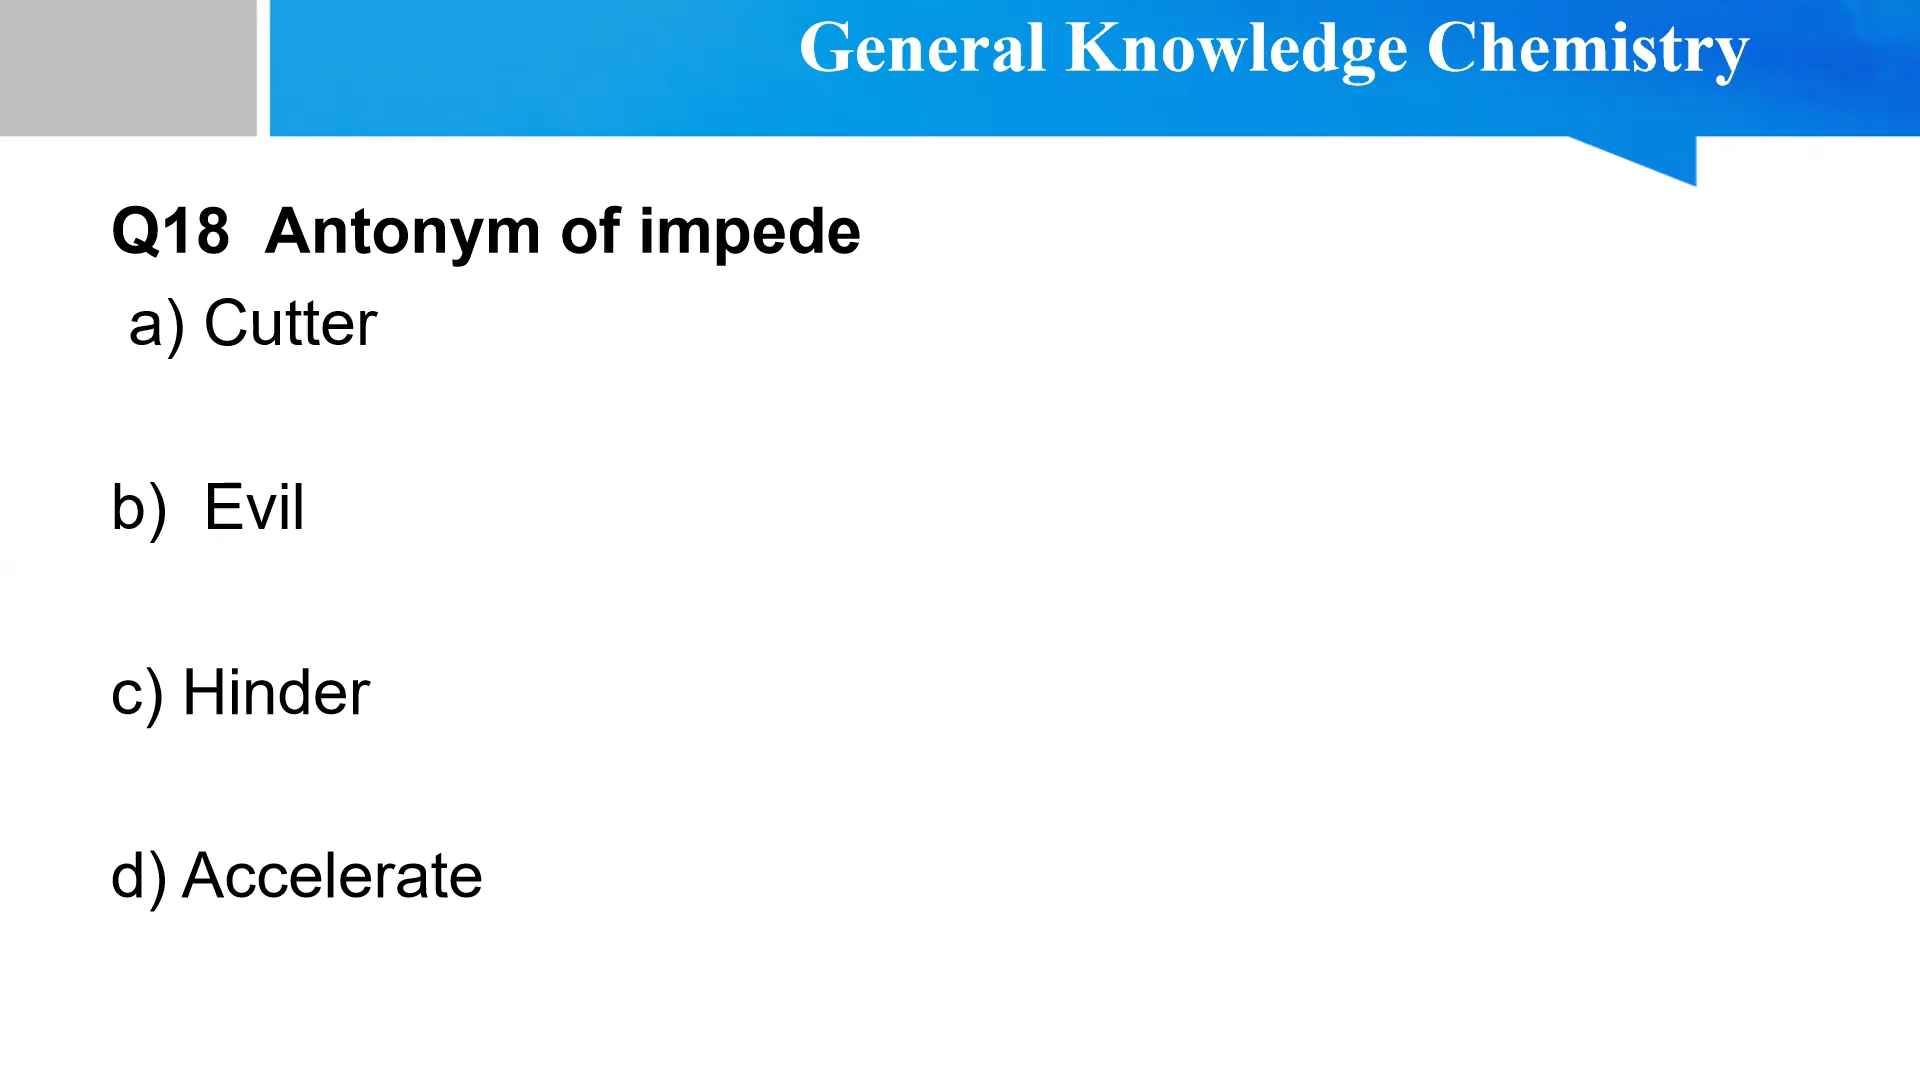 General Knowledge Chemistry
Q18 Antonym of impede
a) Cutter
b) Evil
c) Hinder
d) Accelerate